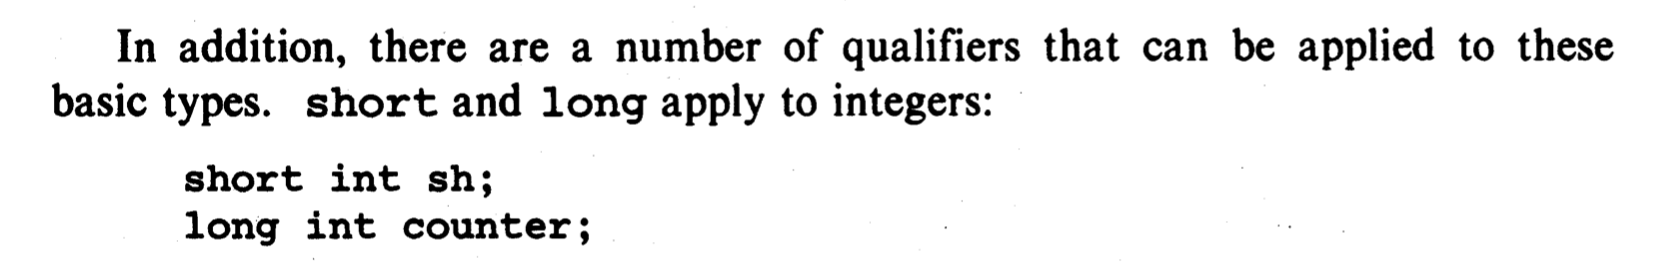 In addition, there are a number of qualifiers that can be applied to these
basic types. short and long apply to integers:
short int sh;
long int counter;